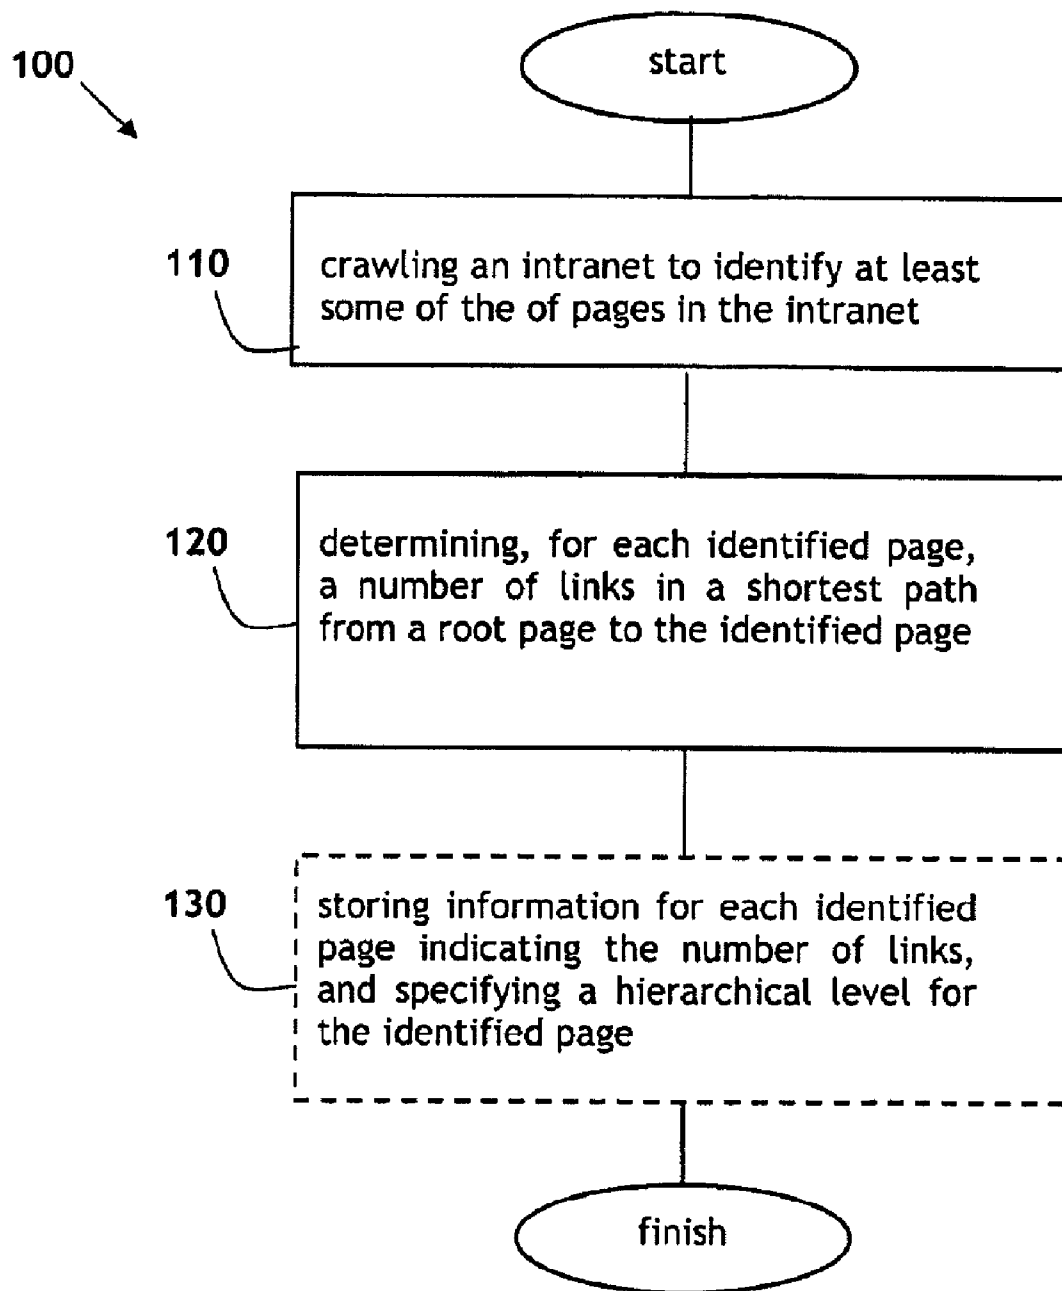 100
start
110
crawling an intranet to identify at least
some of the of pages in the intranet
120
determining, for each identified page,
a number of links in a shortest path
from a root page to the identified page
130
storing information for each identified
page indicating the number of links,
and specifying a hierarchical level for
the identified page
finish